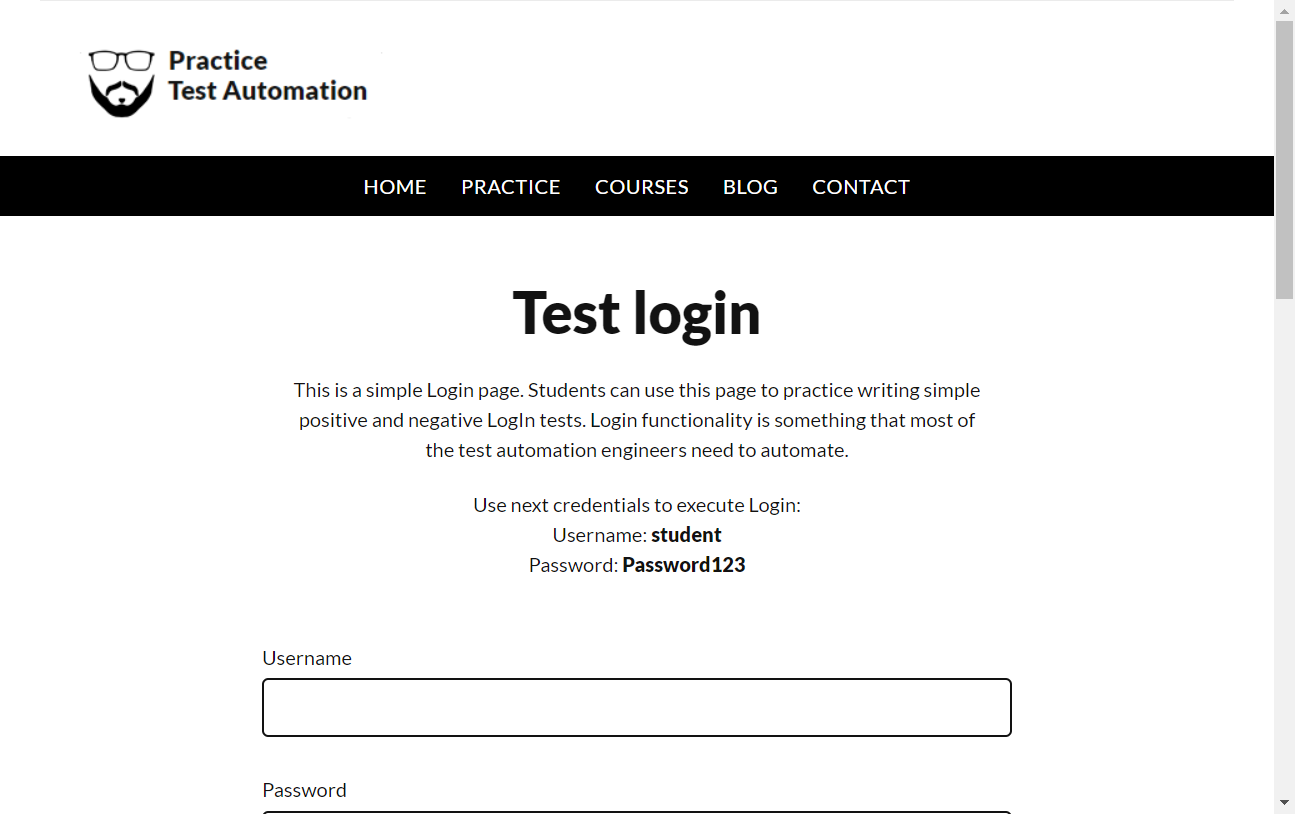 Practice
Test Automation
HOME PRACTICE COURSES BLOG CONTACT
Test login
This is a simple Login page. Students can use this page to practice writing simple
positive and negative LogIn tests. Login functionality is something that most of
the test automation engineers need to automate.
Use next credentials to execute Login:
Username: student
Password: Password123
Username
Password